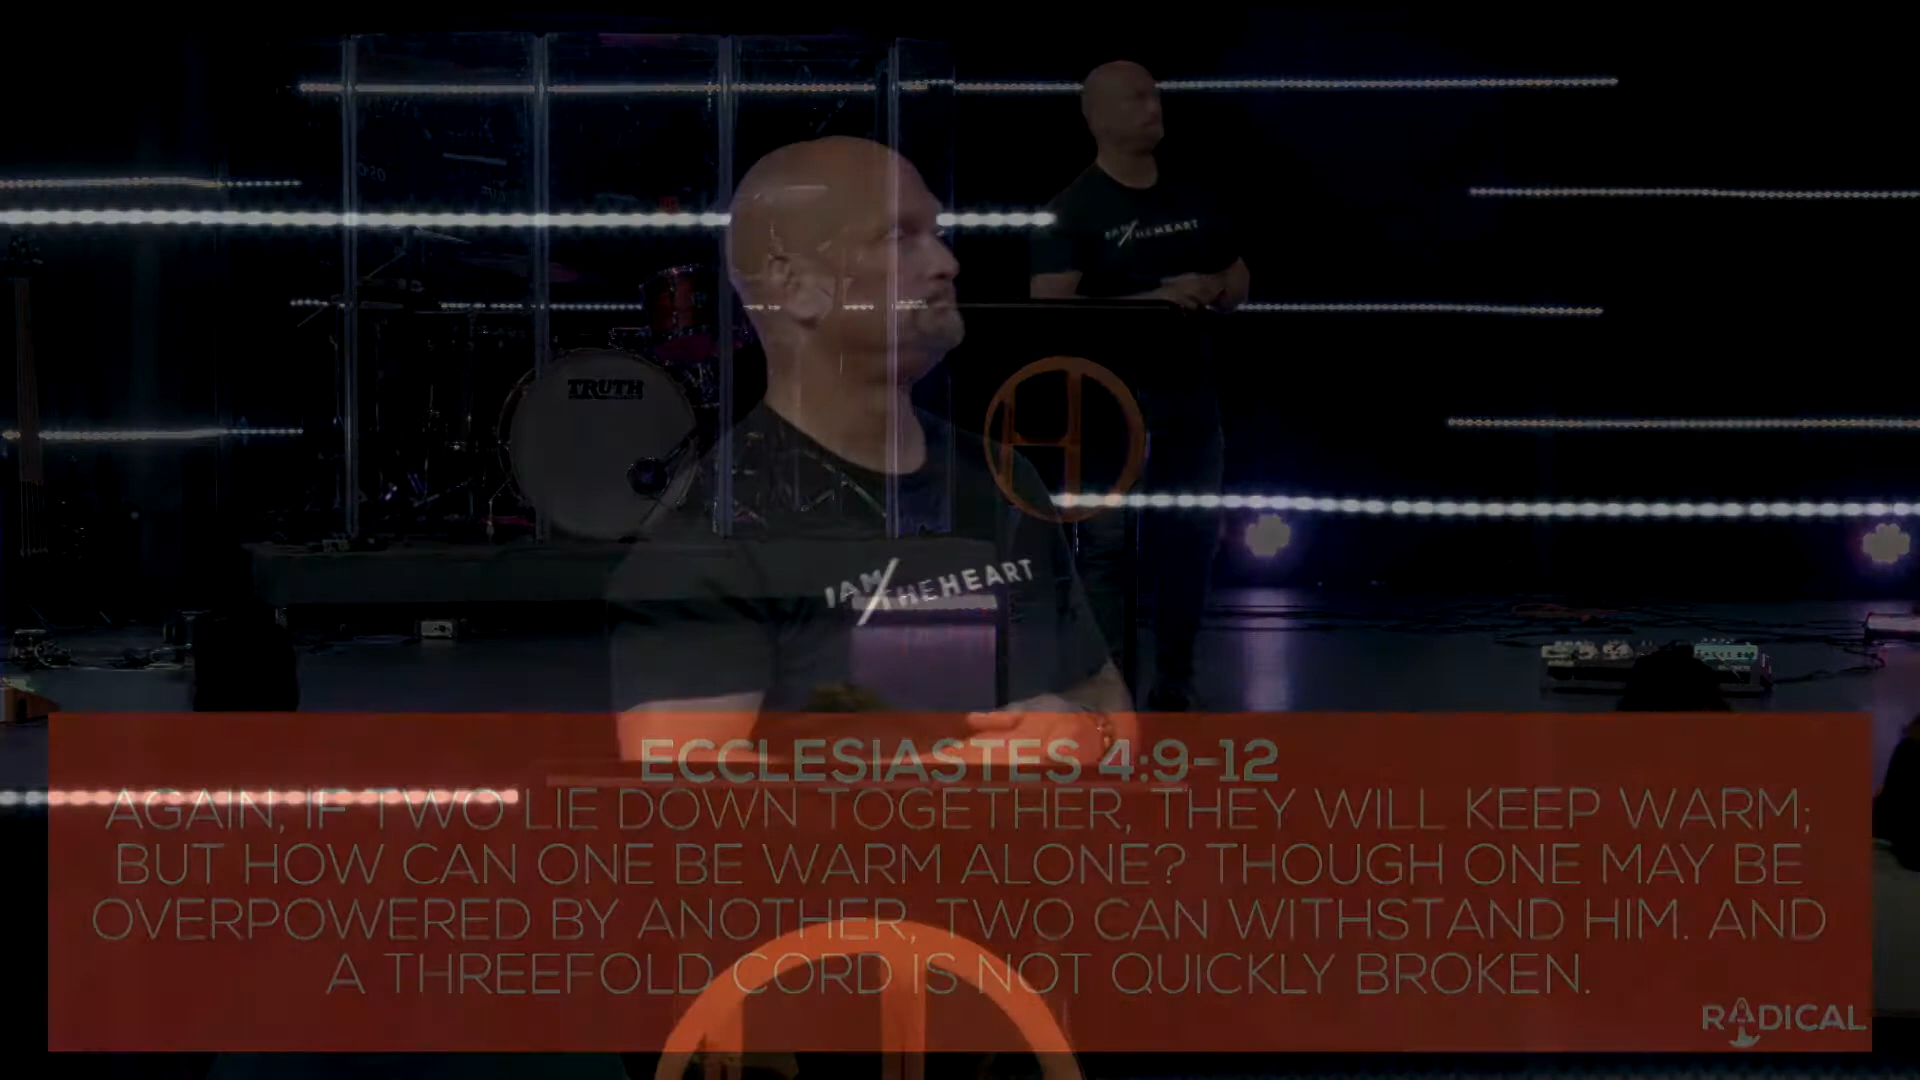 IAM/THEHEART
TRUTH
IAM/THEHEART
ECCLESIASTES 4:9-12
AGAIN, IF TWO LIE DOWN TOGETHER, THEY WILL KEEP WARM;
BUT HOW CAN ONE BE WARM ALONE? THOUGH ONE MAY BE
OVERPOWERED BY ANOTHER, TWO CAN WITHSTAND HIM. AND
A THREEFOLD CORD IS NOT QUICKLY BROKEN.
RADICAL